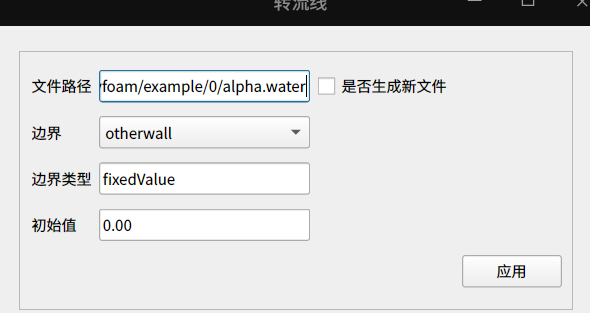 转流线
文件路径 foam/example/0/alpha.water 是否生成新文件
边界 otherwall
边界类型 fixedValue
初始值 0.00
应用